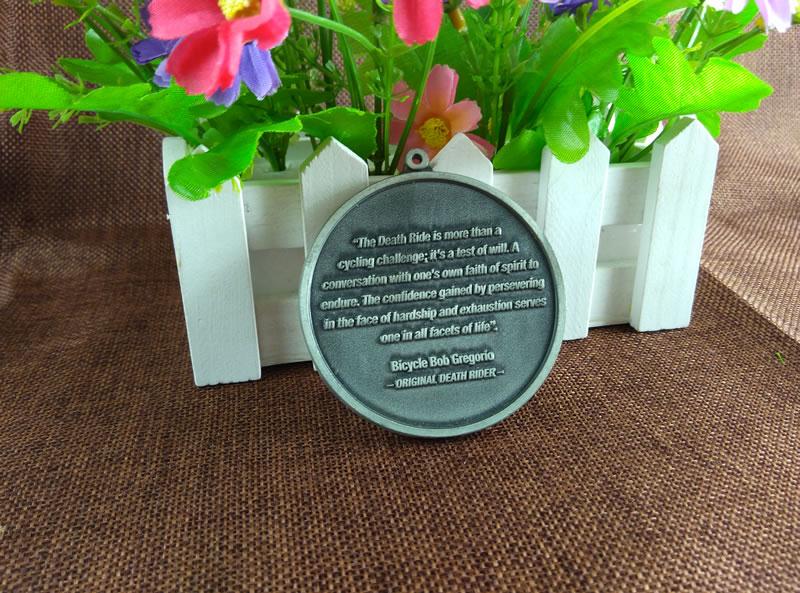 “The Death Ride is more than a
cycling challenge; it's a test of will. A
conversation with one's own faith of spirit to
endure. The confidence gained by persevering
in the face of hardship and exhaustion serves
one in all facets of life”.
Bicycle Bob Gregorio
– ORIGINAL DEATH RIDER –